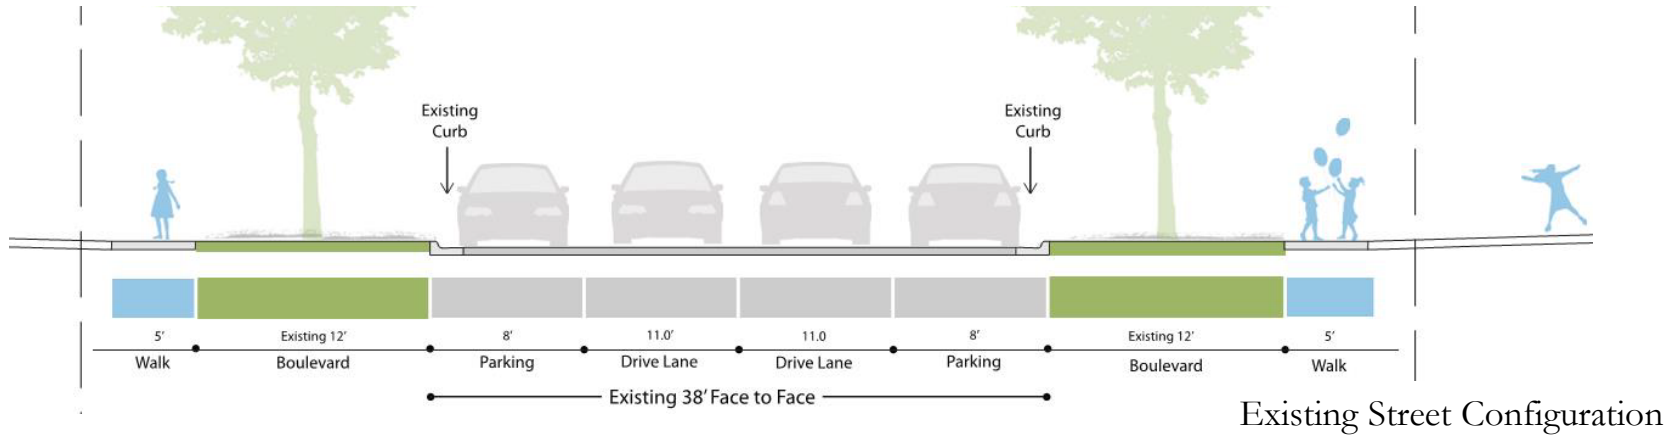 Existing
Curb
Existing
Curb
5'
Existing 12'
8'
11.0'
11.0
8'
Existing 12'
5'
Walk
Boulevard
Parking
Drive Lane
Drive Lane
Parking
Boulevard
Walk
Existing 38' Face to Face
Existing Street Configuration